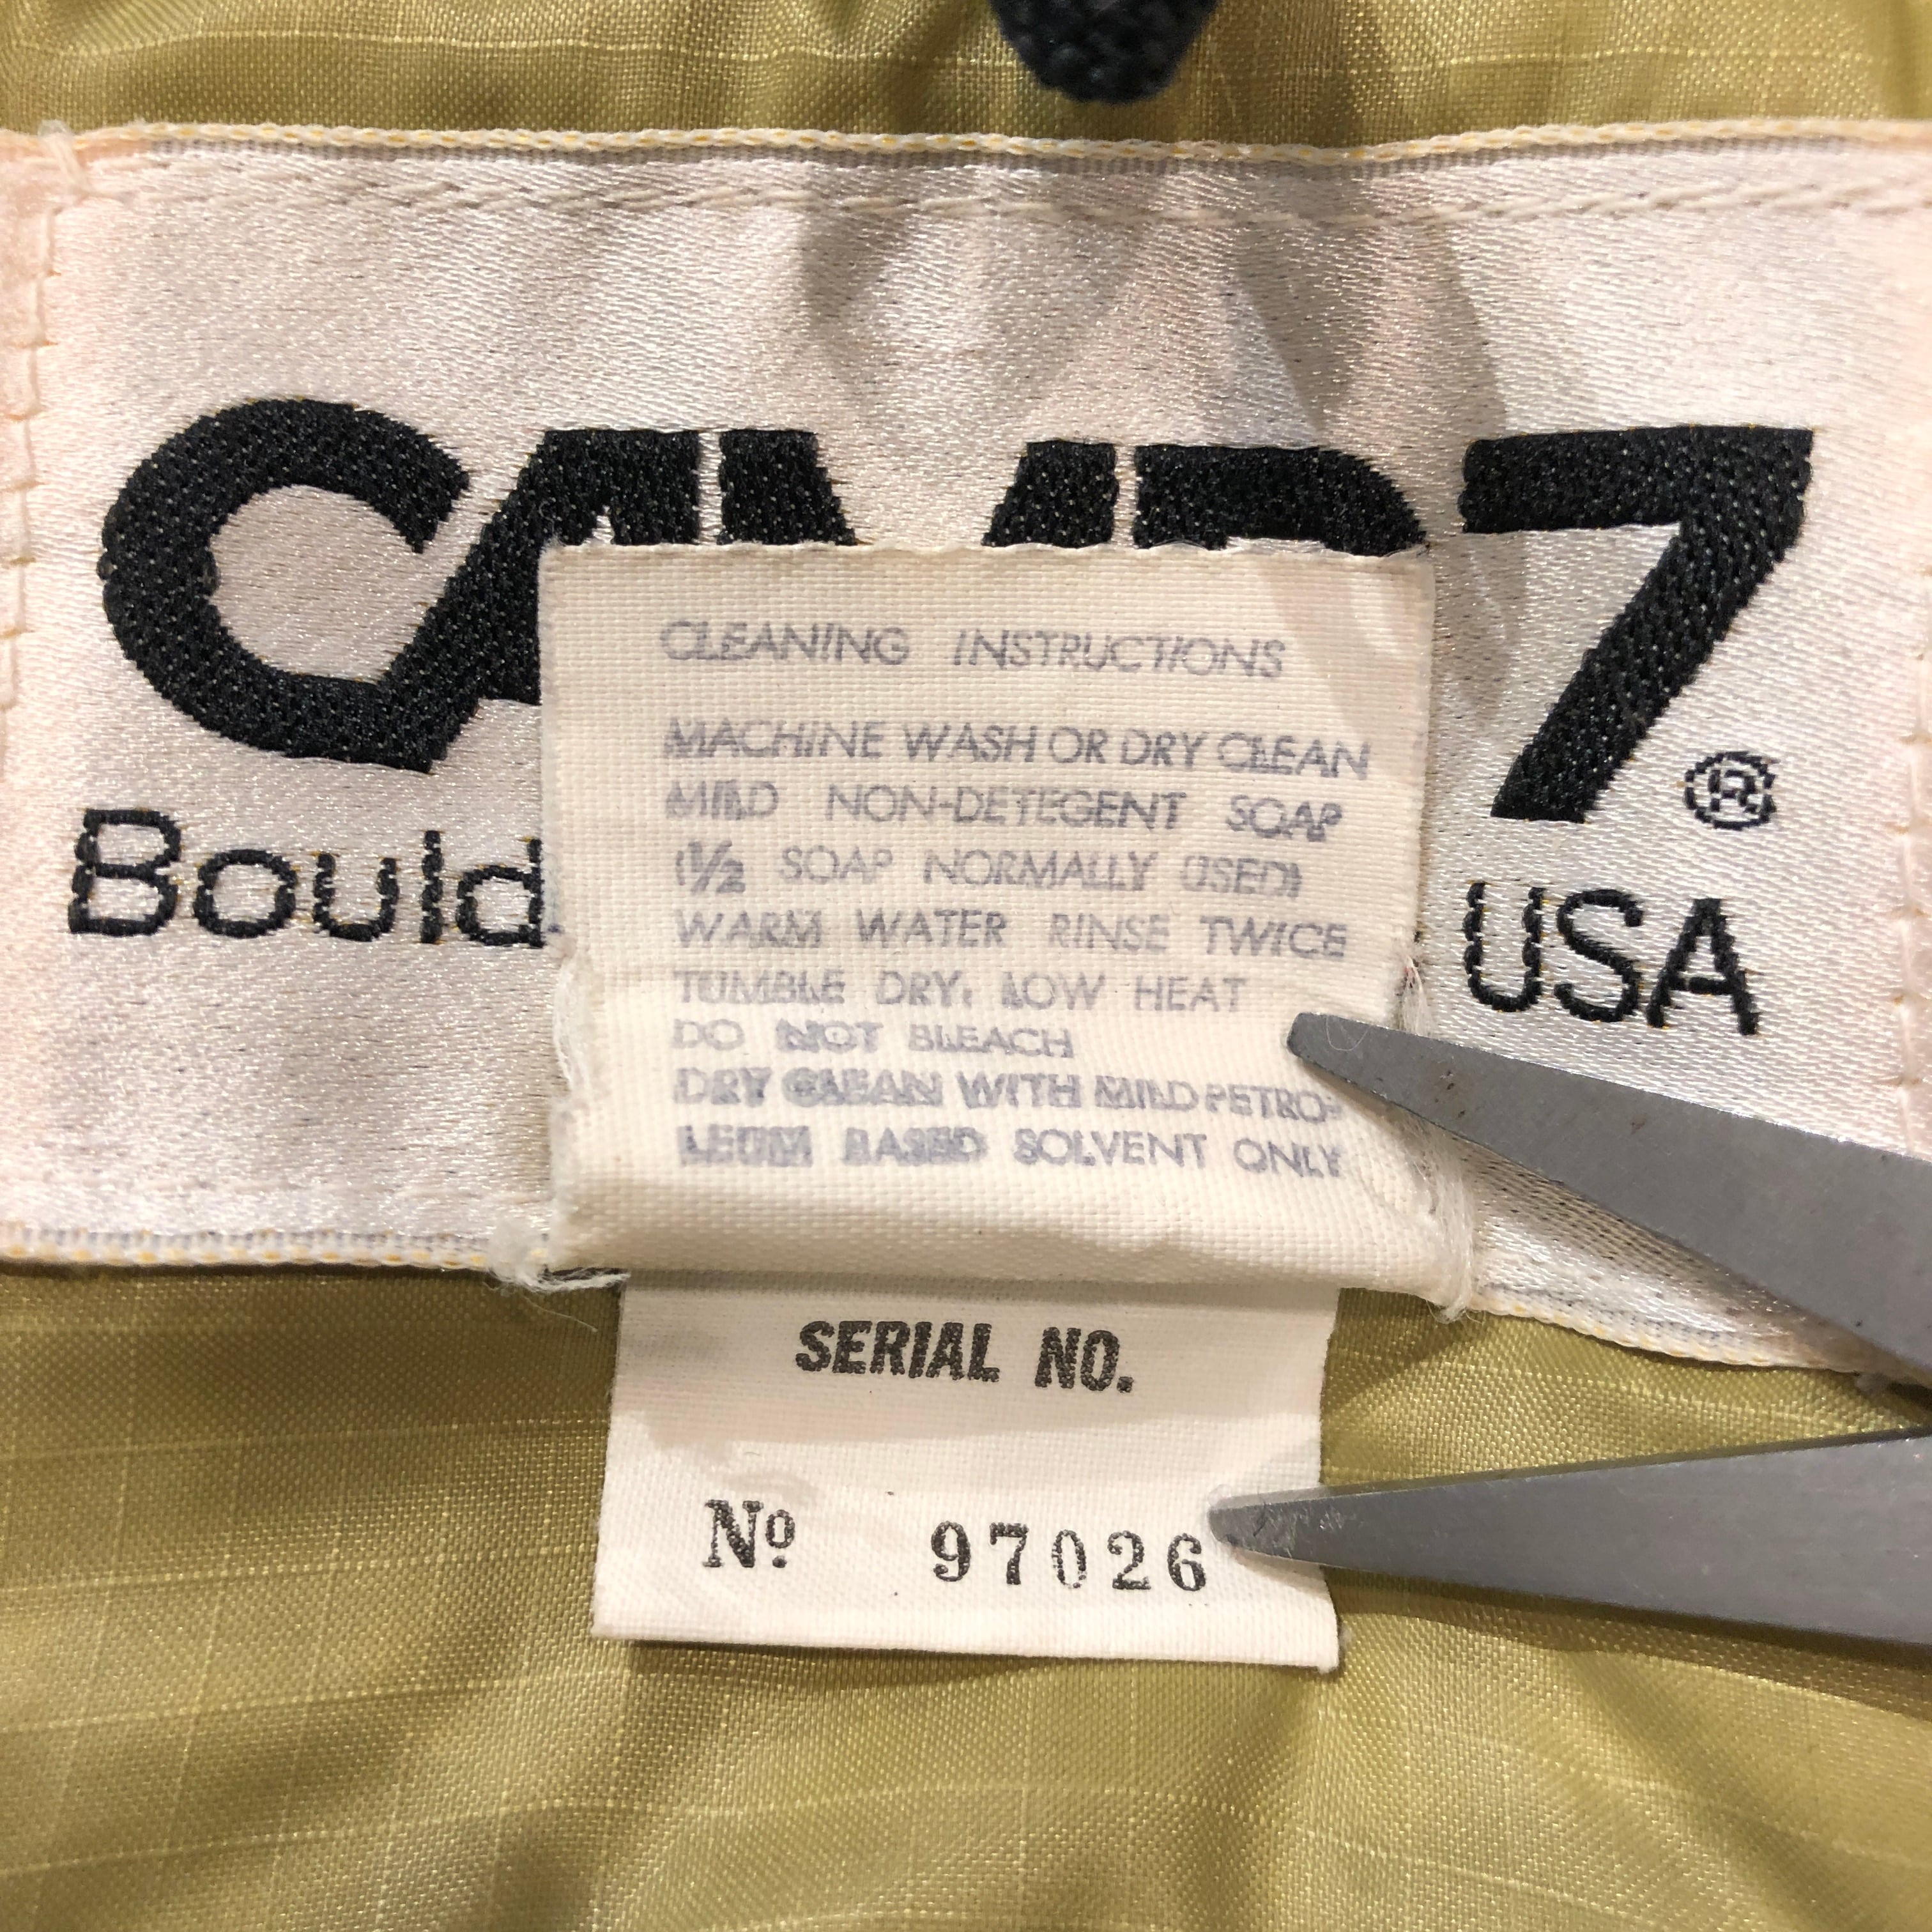 CAMP7®
Bould
USA
CLEANING INSTRUCTIONS
MACHINE WASH OR DRY CLEAN
MILD NON-DETEGENT SOAP
(1/2 SOAP NORMALLY USED)
WARM WATER RINSE TWICE
TUMBLE DRY, LOW HEAT
DO NOT BLEACH
DRY CLEAN WITH MILD PETRO-
LEUM BASED SOLVENT ONLY
SERIAL NO.
Nº 97026